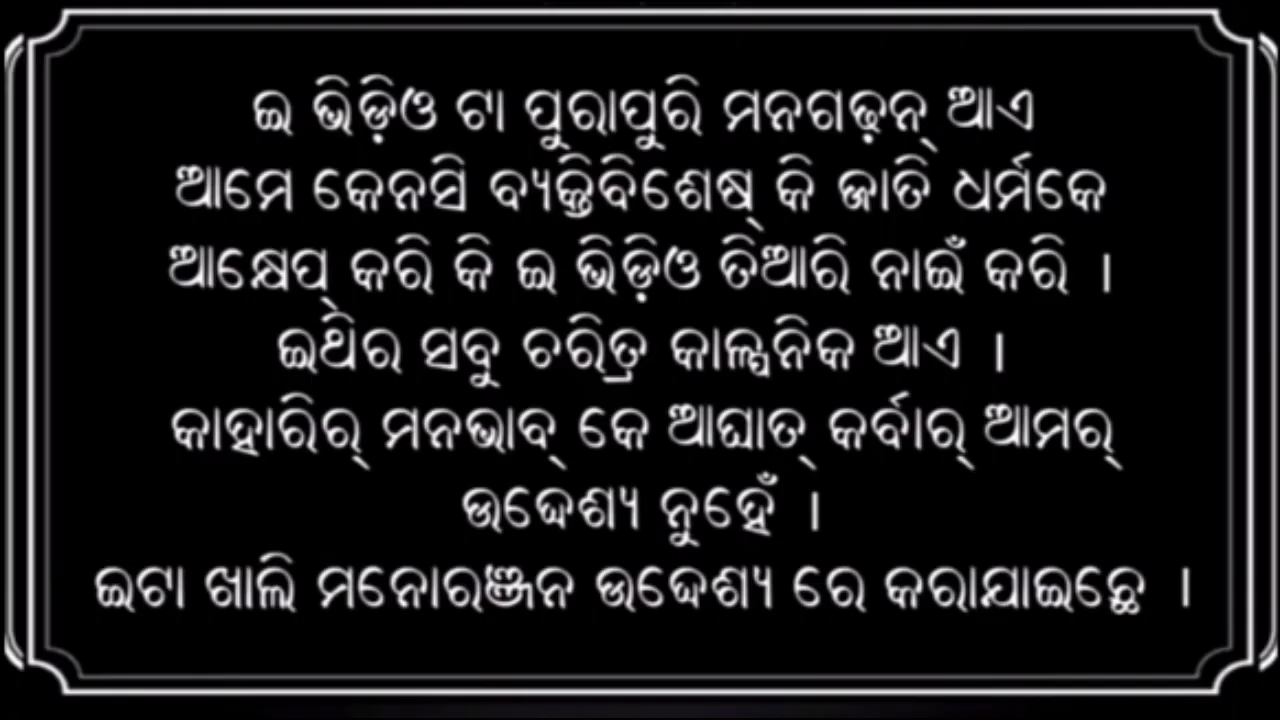 ଇ ଭିଡ଼ିଓ ଟା ପୁରାପୁରି ମନଗଢ଼ନ୍ ଆଏ
ଆମେ କେନସି ବ୍ୟକ୍ତିବିଶେଷ୍ କି ଜାତି ଧର୍ମକେ
ଆକ୍ଷେପ୍ କରି କି ଇ ଭିଡ଼ିଓ ତିଆରି ନାଇଁ କରି ।
ଇଥିର ସବୁ ଚରିତ୍ର କାଳ୍ପନିକ ଆଏ ।
କାହାରିର୍ ମନଭାବ୍ କେ ଆଘାତ୍ କର୍ବାର୍ ଆମର୍
ଉଦ୍ଦେଶ୍ୟ ନୁହେଁ ।
ଇଟା ଖାଲି ମନୋରଞ୍ଜନ ଉଦ୍ଦେଶ୍ୟ ରେ କରାଯାଇଛେ ।